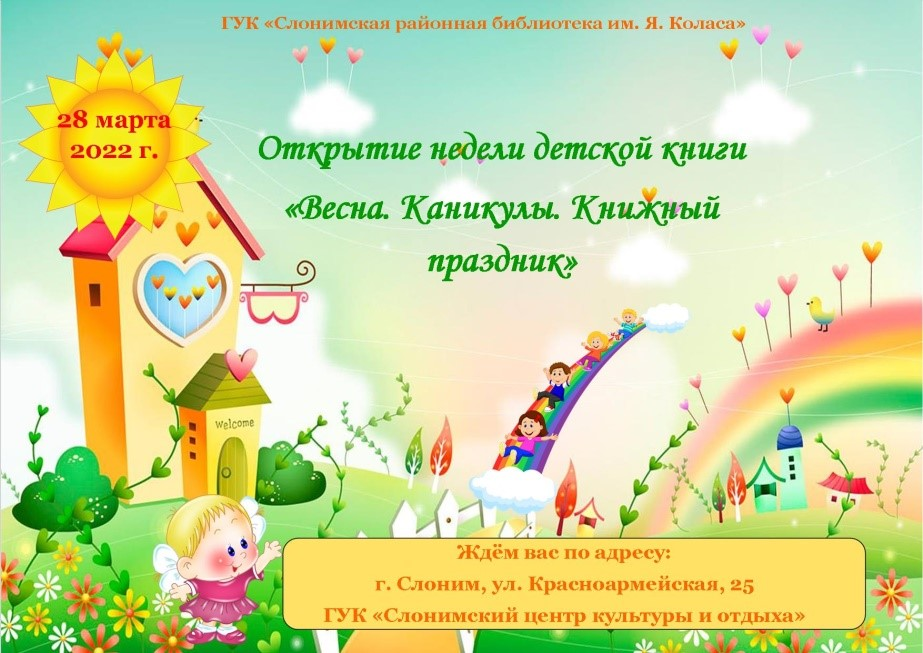 ГУК «Слонимская районная библиотека им. Я. Коласа»
28 марта
2022 г.
Открытие недели детской книги
«Весна. Каникулы. Книжный
праздник»
Welcome
Ждём вас по адресу:
г. Слоним, ул. Красноармейская, 25
ГУК «Слонимский центр культуры и отдыха»